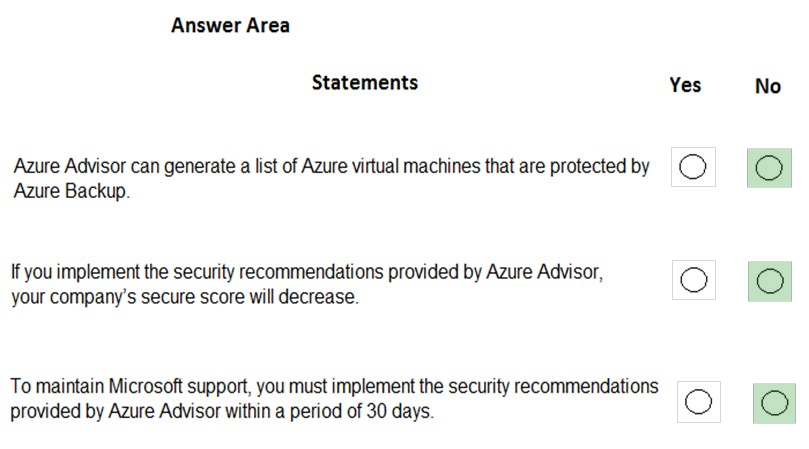 Answer Area
Statements Yes No
Azure Advisor can generate a list of Azure virtual machines that are protected by
Azure Backup.
If you implement the security recommendations provided by Azure Advisor,
your company’s secure score will decrease.
To maintain Microsoft support, you must implement the security recommendations
provided by Azure Advisor within a period of 30 days.